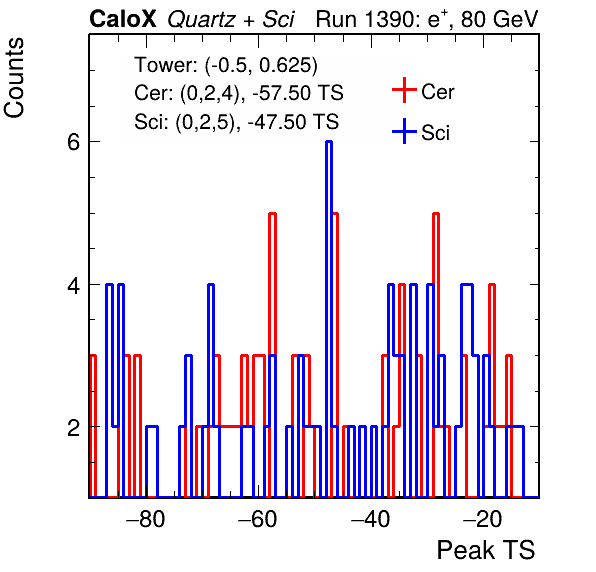 CaloX Quartz + Sci Run 1390: e+, 80 GeV
Counts
Tower: (-0.5, 0.625)
Cer: (0,2,4), -57.50 TS
Sci: (0,2,5), -47.50 TS
Cer
Sci
6
4
2
−80 −60 −40 −20
Peak TS